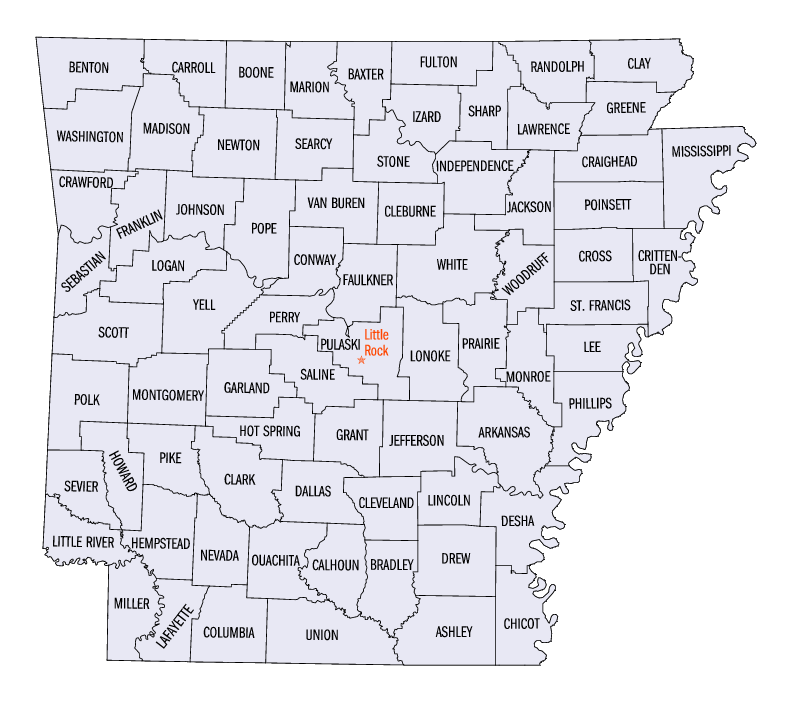 BENTON
CARROLL
BOONE
MARION
BAXTER
FULTON
RANDOLPH
CLAY
GREENE
WASHINGTON
MADISON
NEWTON
SEARCY
STONE
IZARD
SHARP
LAWRENCE
INDEPENDENCE
CRAIGHEAD
MISSISSIPPI
CRAWFORD
FRANKLIN
JOHNSON
POPE
VAN BUREN
CLEBURNE
JACKSON
POINSETT
SEBASTIAN
LOGAN
CONWAY
FAULKNER
WHITE
WOODRUFF
CROSS
CRITTEN-
DEN
SCOTT
YELL
PERRY
PULASKI
Little
Rock
LONOKE
PRAIRIE
ST. FRANCIS
LEE
MONROE
PHILLIPS
POLK
MONTGOMERY
GARLAND
SALINE
HOT SPRING
GRANT
JEFFERSON
ARKANSAS
SEVIER
HOWARD
PIKE
CLARK
DALLAS
CLEVELAND
LINCOLN
DESHA
LITTLE RIVER
HEMPSTEAD
NEVADA
OUACHITA
CALHOUN
BRADLEY
DREW
MILLER
LAFAYETTE
COLUMBIA
UNION
ASHLEY
CHICOT